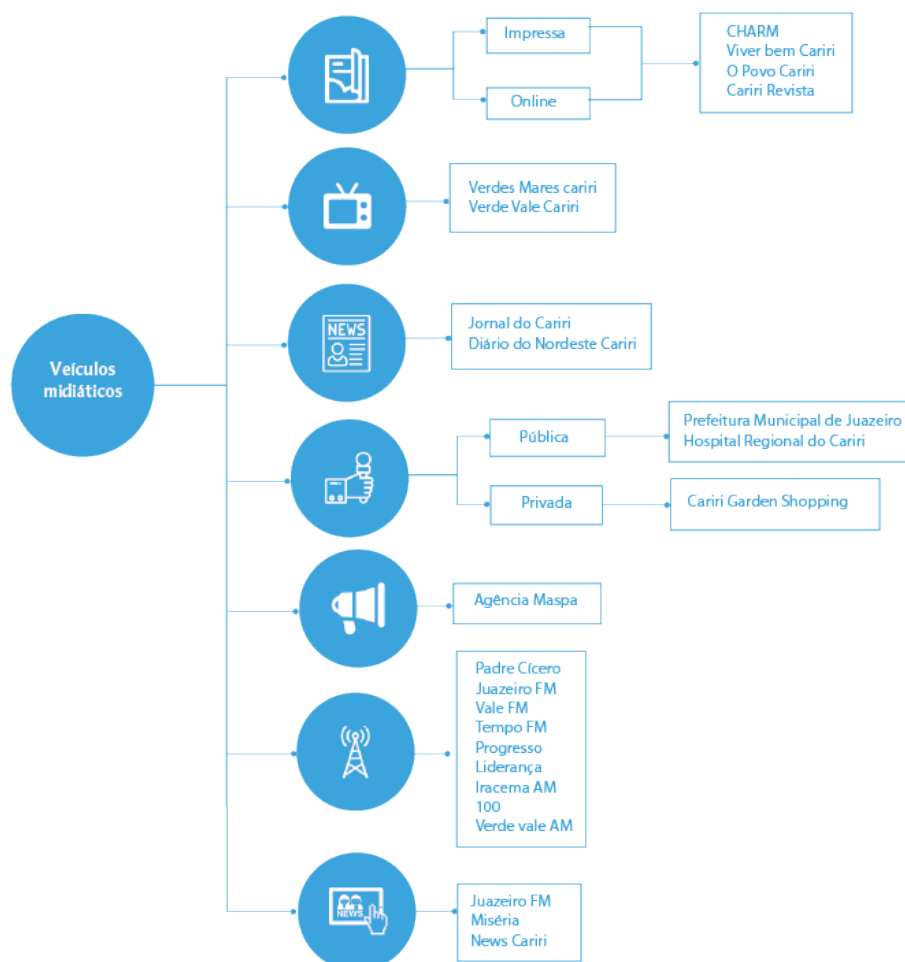 Veículos
midiáticos
Impressa
Online
CHARM
Viver bem Cariri
O Povo Cariri
Cariri Revista
Verdes Mares cariri
Verde Vale Cariri
NEWS
Jornal do Cariri
Diário do Nordeste Cariri
Pública
Prefeitura Municipal de Juazeiro
Hospital Regional do Cariri
Privada
Cariri Garden Shopping
Agência Maspa
Padre Cícero
Juazeiro FM
Vale FM
Tempo FM
Progresso
Liderança
Iracema AM
100
Verde vale AM
NEWS
Juazeiro FM
Miséria
News Cariri